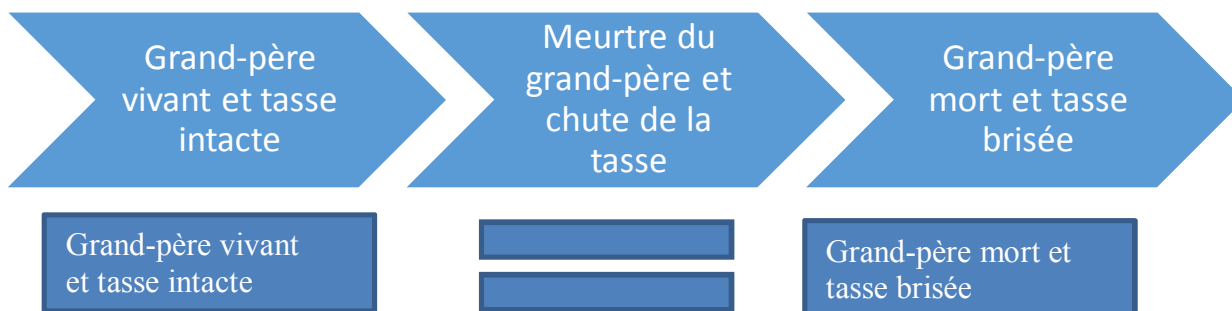 Grand-père
vivant et tasse
intacte
Meurtre du
grand-père et
chute de la
tasse
Grand-père
mort et tasse
brisée
Grand-père vivant
et tasse intacte
Grand-père mort et
tasse brisée